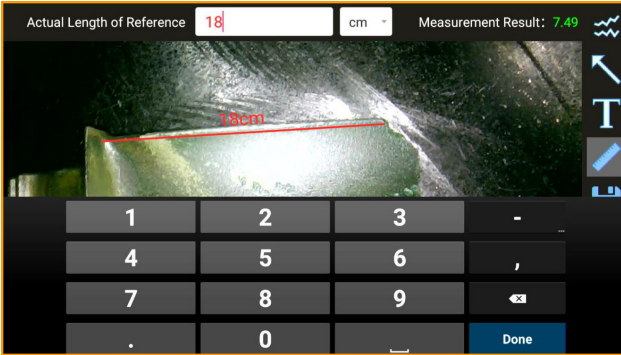 Actual Length of Reference 18 cm Measurement Result: 7.49
18cm
T
1 2 3 -
...
4 5 6 ,
7 8 9
. 0
Done